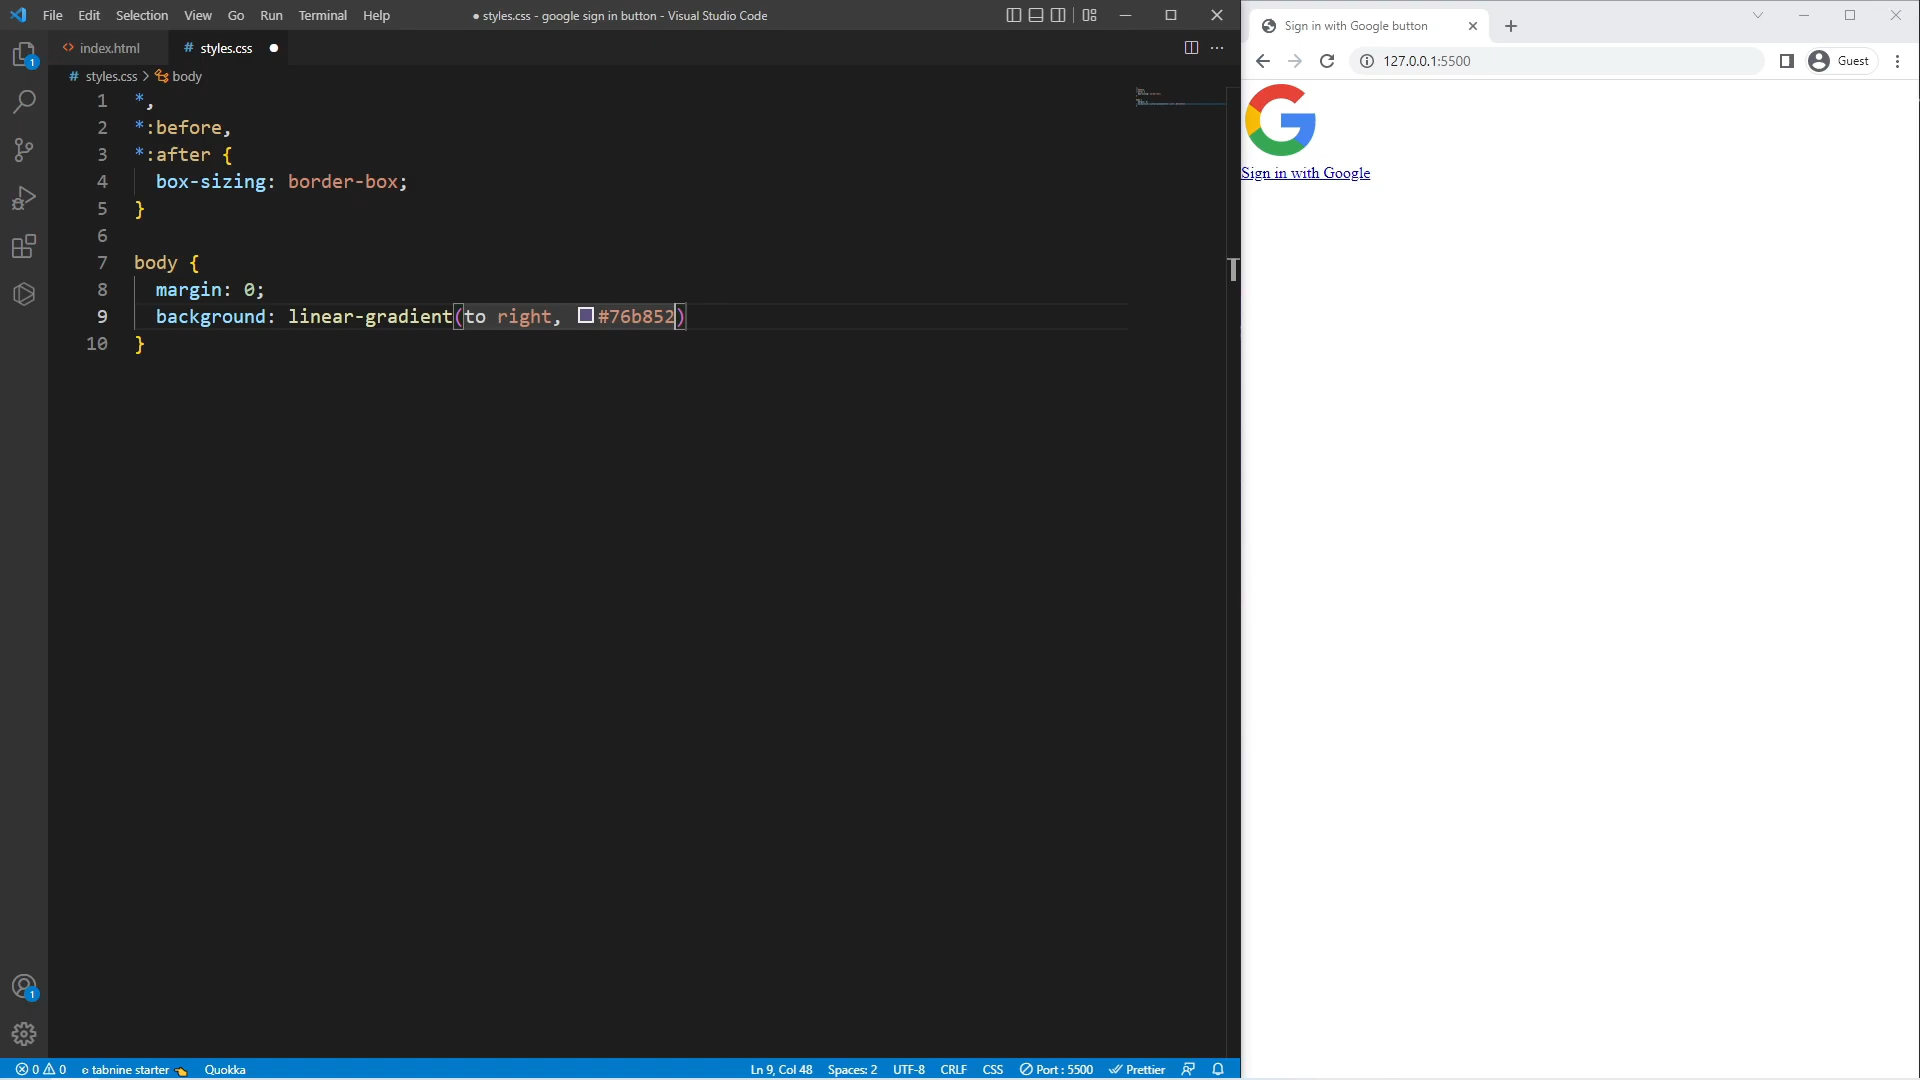 File Edit Selection View Go Run Terminal Help
● styles.css - google sign in button - Visual Studio Code
Sign in with Google button
index.html
# styles.css ●
127.0.0.1:5500
Guest
# styles.css > body
1 *,
2 *:before,
3 *:after {
4 box-sizing: border-box;
5 }
6
7 body {
8 margin: 0;
9 background: linear-gradient(to right, #76b852)
10 }
Sign in with Google
1
1
0 0 tabnine starter Quokka
Ln 9, Col 48 Spaces: 2 UTF-8 CRLF CSS Port : 5500 Prettier